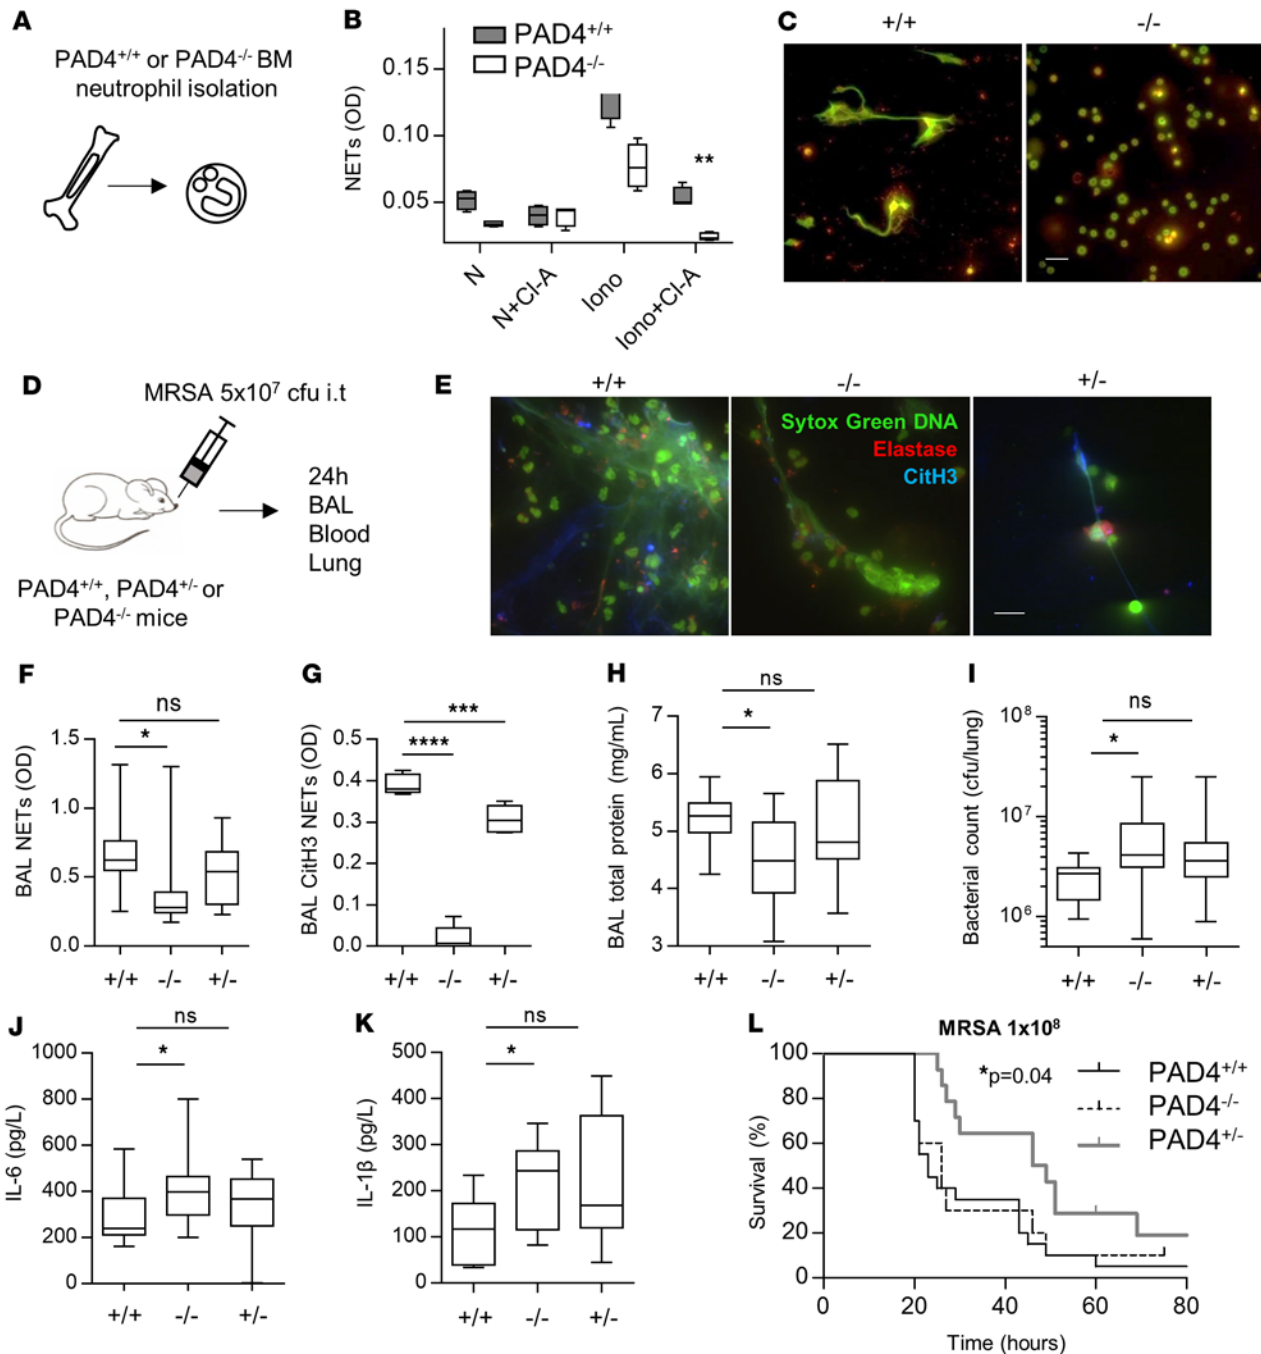 A
PAD4+/+ or PAD4-/- BM
neutrophil isolation
B
PAD4+/+
PAD4-/-
NETs (OD)
0.15
0.10
0.05
**
N
N+Cl-A
Iono
Iono+Cl-A
C
+/+
-/-
D
MRSA 5x10⁷ cfu i.t
24h
BAL
Blood
Lung
PAD4+/+, PAD4+/- or
PAD4-/- mice
E
+/+
-/-
+/-
Sytox Green DNA
Elastase
CitH3
F
ns
*
BAL NETs (OD)
1.5
1.0
0.5
0.0
+/+
-/-
+/-
G
***
****
BAL CitH3 NETs (OD)
0.5
0.4
0.3
0.2
0.1
0.0
+/+
-/-
+/-
H
ns
*
BAL total protein (mg/mL)
7
6
5
4
3
+/+
-/-
+/-
I
ns
*
Bacterial count (cfu/lung)
10⁸
10⁷
10⁶
+/+
-/-
+/-
J
ns
*
IL-6 (pg/L)
1000
800
600
400
200
0
+/+
-/-
+/-
K
ns
*
IL-1β (pg/L)
500
400
300
200
100
0
+/+
-/-
+/-
L
MRSA 1x10⁸
*p=0.04
PAD4+/+
PAD4-/-
PAD4+/-
Survival (%)
100
80
60
40
20
0
0
20
40
60
80
Time (hours)